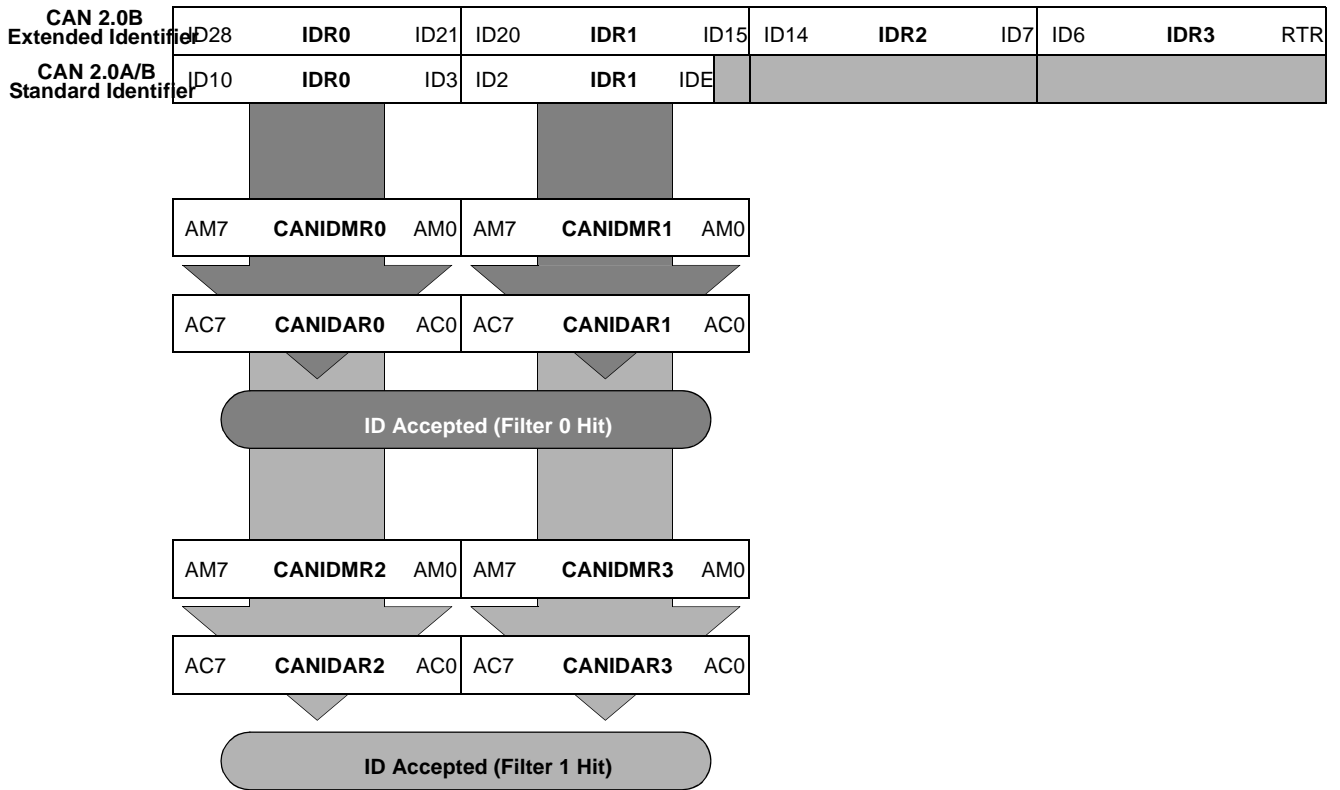 CAN 2.0B
Extended Identifier ID28 IDR0 ID21 ID20 IDR1 ID15 ID14 IDR2 ID7 ID6 IDR3 RTR
CAN 2.0A/B
Standard Identifier ID10 IDR0 ID3 ID2 IDR1 IDE
AM7 CANIDMR0 AM0 AM7 CANIDMR1 AM0
AC7 CANIDAR0 AC0 AC7 CANIDAR1 AC0
ID Accepted (Filter 0 Hit)
AM7 CANIDMR2 AM0 AM7 CANIDMR3 AM0
AC7 CANIDAR2 AC0 AC7 CANIDAR3 AC0
ID Accepted (Filter 1 Hit)